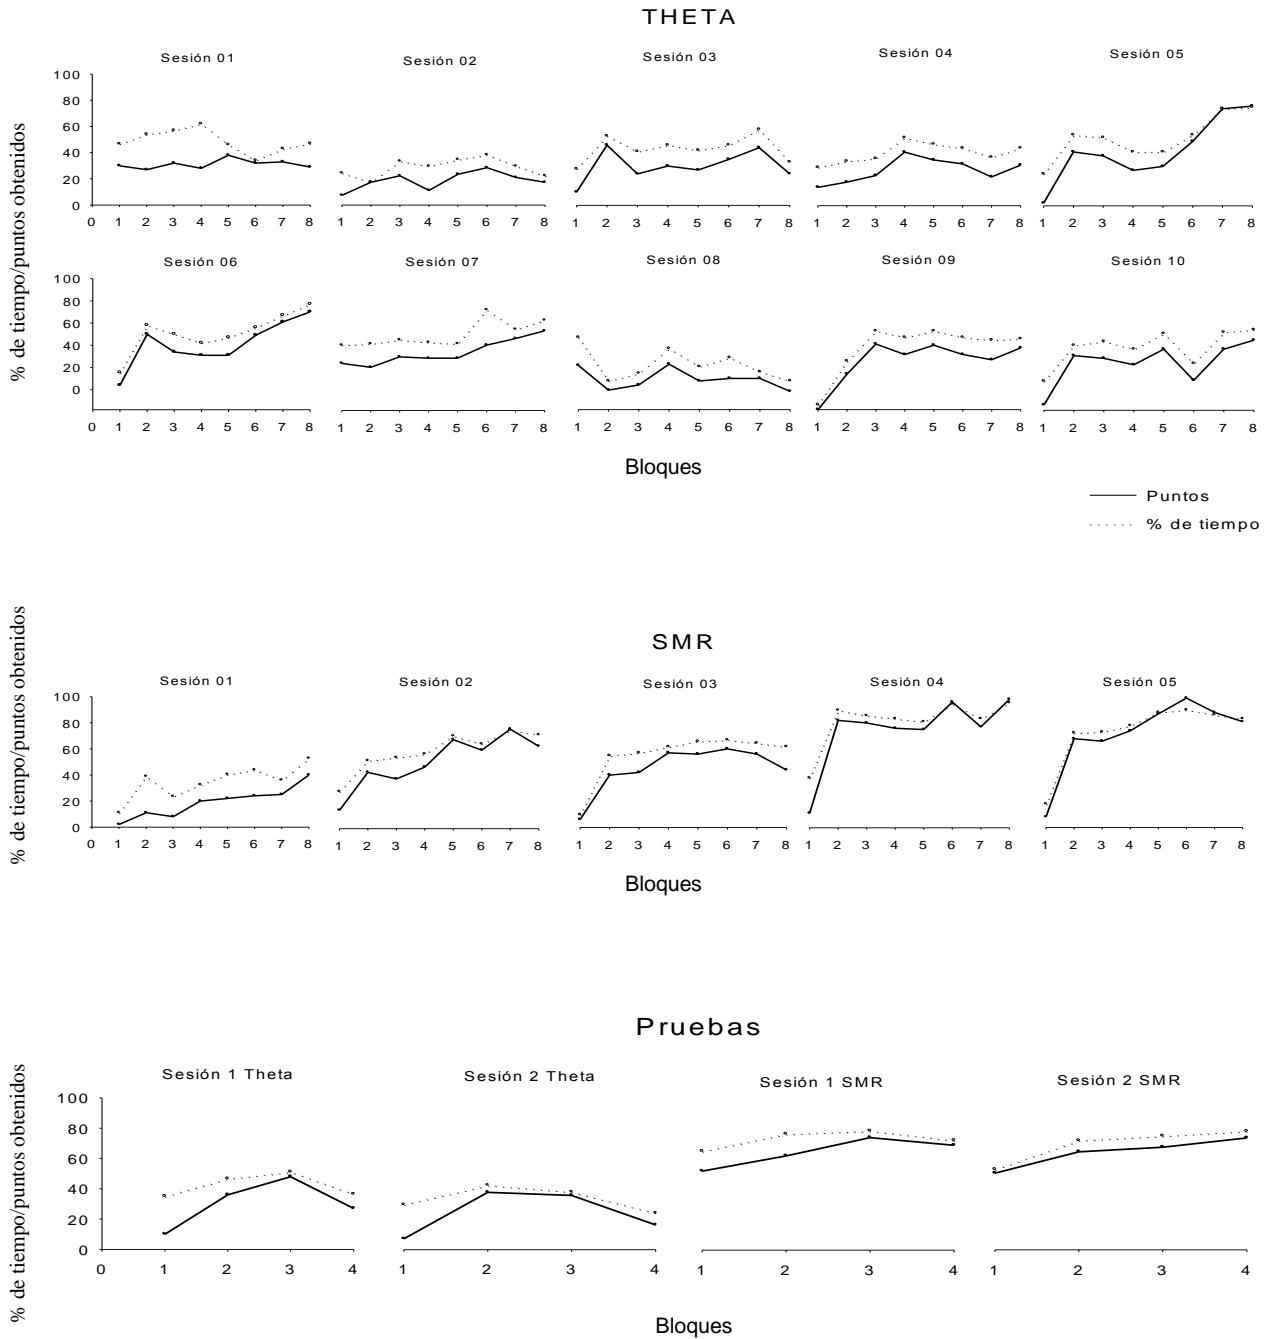 THETA
Sesión 01 Sesión 02 Sesión 03 Sesión 04 Sesión 05
% de tiempo/puntos obtenidos
100
80
60
40
20
0
0 1 2 3 4 5 6 7 8 1 2 3 4 5 6 7 8 1 2 3 4 5 6 7 8 1 2 3 4 5 6 7 8 1 2 3 4 5 6 7 8
Sesión 06 Sesión 07 Sesión 08 Sesión 09 Sesión 10
100
80
60
40
20
0
0 1 2 3 4 5 6 7 8 1 2 3 4 5 6 7 8 1 2 3 4 5 6 7 8 1 2 3 4 5 6 7 8 1 2 3 4 5 6 7 8
Bloques
Puntos
% de tiempo
SMR
Sesión 01 Sesión 02 Sesión 03 Sesión 04 Sesión 05
% de tiempo/puntos obtenidos
100
80
60
40
20
0
0 1 2 3 4 5 6 7 8 1 2 3 4 5 6 7 8 1 2 3 4 5 6 7 8 1 2 3 4 5 6 7 8 1 2 3 4 5 6 7 8
Bloques
Pruebas
Sesión 1 Theta Sesión 2 Theta Sesión 1 SMR Sesión 2 SMR
% de tiempo/puntos obtenidos
100
80
60
40
20
0
0 1 2 3 4 1 2 3 4 1 2 3 4 1 2 3 4
Bloques